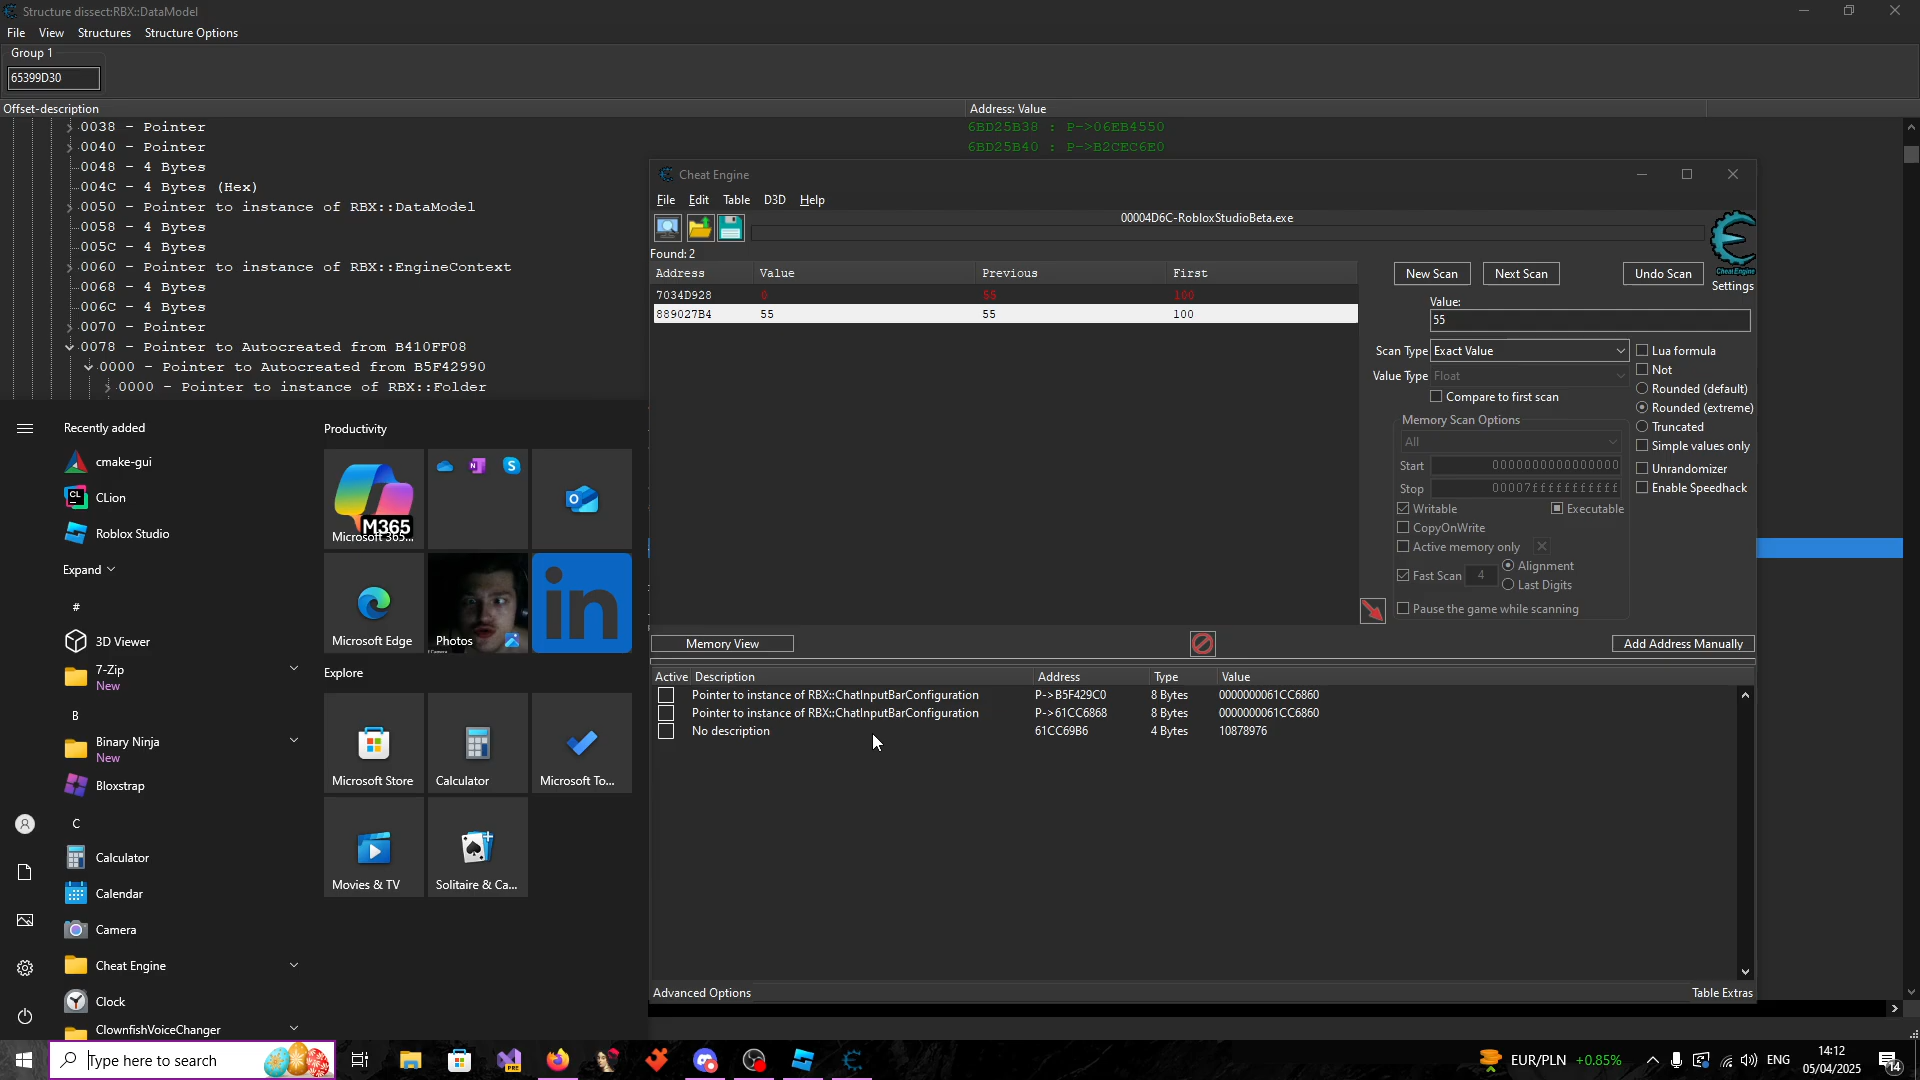 Structure dissect:RBX::DataModel
File View Structures Structure Options
Group 1
65399D30
Offset-description Address: Value
0038 - Pointer 6BD25B38 : P->06EB4550
0040 - Pointer 6BD25B40 : P->B2CEC6E0
0048 - 4 Bytes
004C - 4 Bytes (Hex)
0050 - Pointer to instance of RBX::DataModel
0058 - 4 Bytes
005C - 4 Bytes
0060 - Pointer to instance of RBX::EngineContext
0068 - 4 Bytes
006C - 4 Bytes
0070 - Pointer
0078 - Pointer to Autocreated from B410FF08
0000 - Pointer to Autocreated from B5F42990
0000 - Pointer to instance of RBX::Folder
Cheat Engine
File Edit Table D3D Help
00004D6C-RobloxStudioBeta.exe
Found: 2
Address Value Previous First
7034D928 0 55 100
889027B4 55 55 100
New Scan Next Scan Undo Scan
Cheat Engine
Settings
Value:
55
Scan Type Exact Value
Value Type Float
Compare to first scan
Lua formula
Not
Rounded (default)
Rounded (extreme)
Truncated
Simple values only
Unrandomizer
Enable Speedhack
Memory Scan Options
All
Start 0000000000000000
Stop 00007fffffffffff
Writable Executable
CopyOnWrite
Active memory only
Fast Scan 4 Alignment
Last Digits
Pause the game while scanning
Memory View Add Address Manually
Active Description Address Type Value
Pointer to instance of RBX::ChatInputBarConfiguration P->B5F429C0 8 Bytes 0000000061CC6860
Pointer to instance of RBX::ChatInputBarConfiguration P->61CC6868 8 Bytes 0000000061CC6860
No description 61CC69B6 4 Bytes 10878976
Advanced Options Table Extras
Recently added
cmake-gui
CL
CLion
Roblox Studio
Expand
#
3D Viewer
7-Zip
New
B
Binary Ninja
New
Bloxstrap
C
Calculator
Calendar
Camera
Cheat Engine
Clock
ClownfishVoiceChanger
Productivity
M365
Microsoft 365...
Microsoft Edge
Photos
in
Explore
Microsoft Store
Calculator
Microsoft To...
Movies & TV
Solitaire & Ca...
Type here to search
PRE
EUR/PLN +0.85%
ENG
14:12
05/04/2025
14